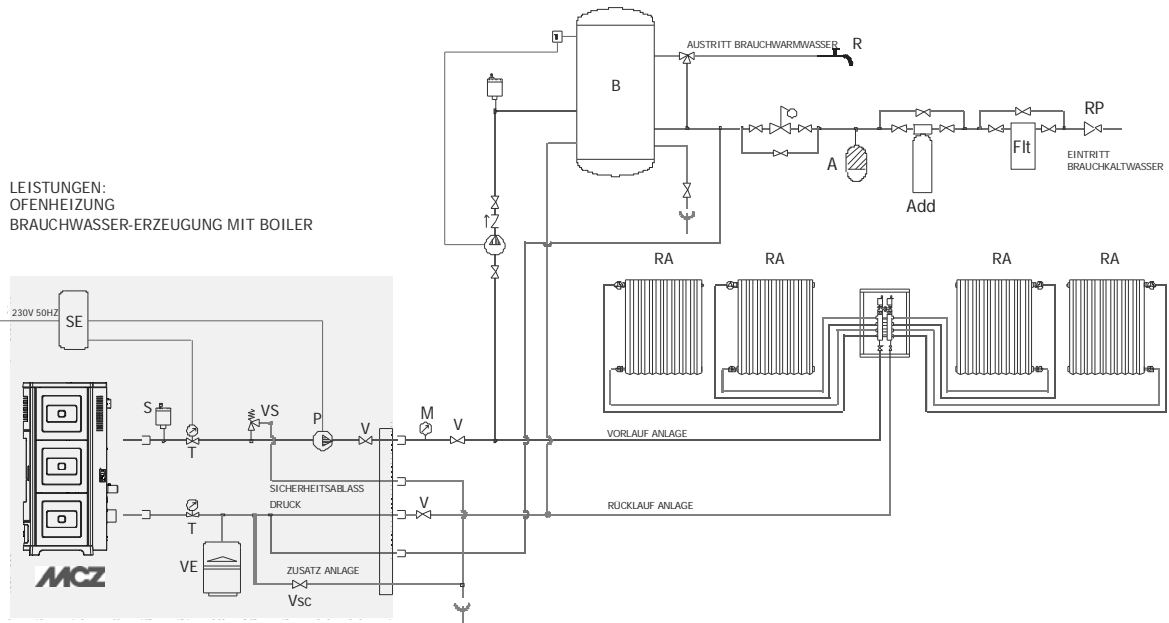 AUSTRITT BRAUCHWARMWASSER
R
B
RP
Flt
A
EINTRITT
BRAUCHKALTWASSER
Add
LEISTUNGEN:
OFENHEIZUNG
BRAUCHWASSER-ERZEUGUNG MIT BOILER
RA
RA
RA
RA
230V 50HZ
SE
S
VS
P
V
M
V
T
VORLAUF ANLAGE
SICHERHEITSABLASS
DRUCK
V
RÜCKLAUF ANLAGE
T
VE
ZUSATZ ANLAGE
MCZ
Vsc